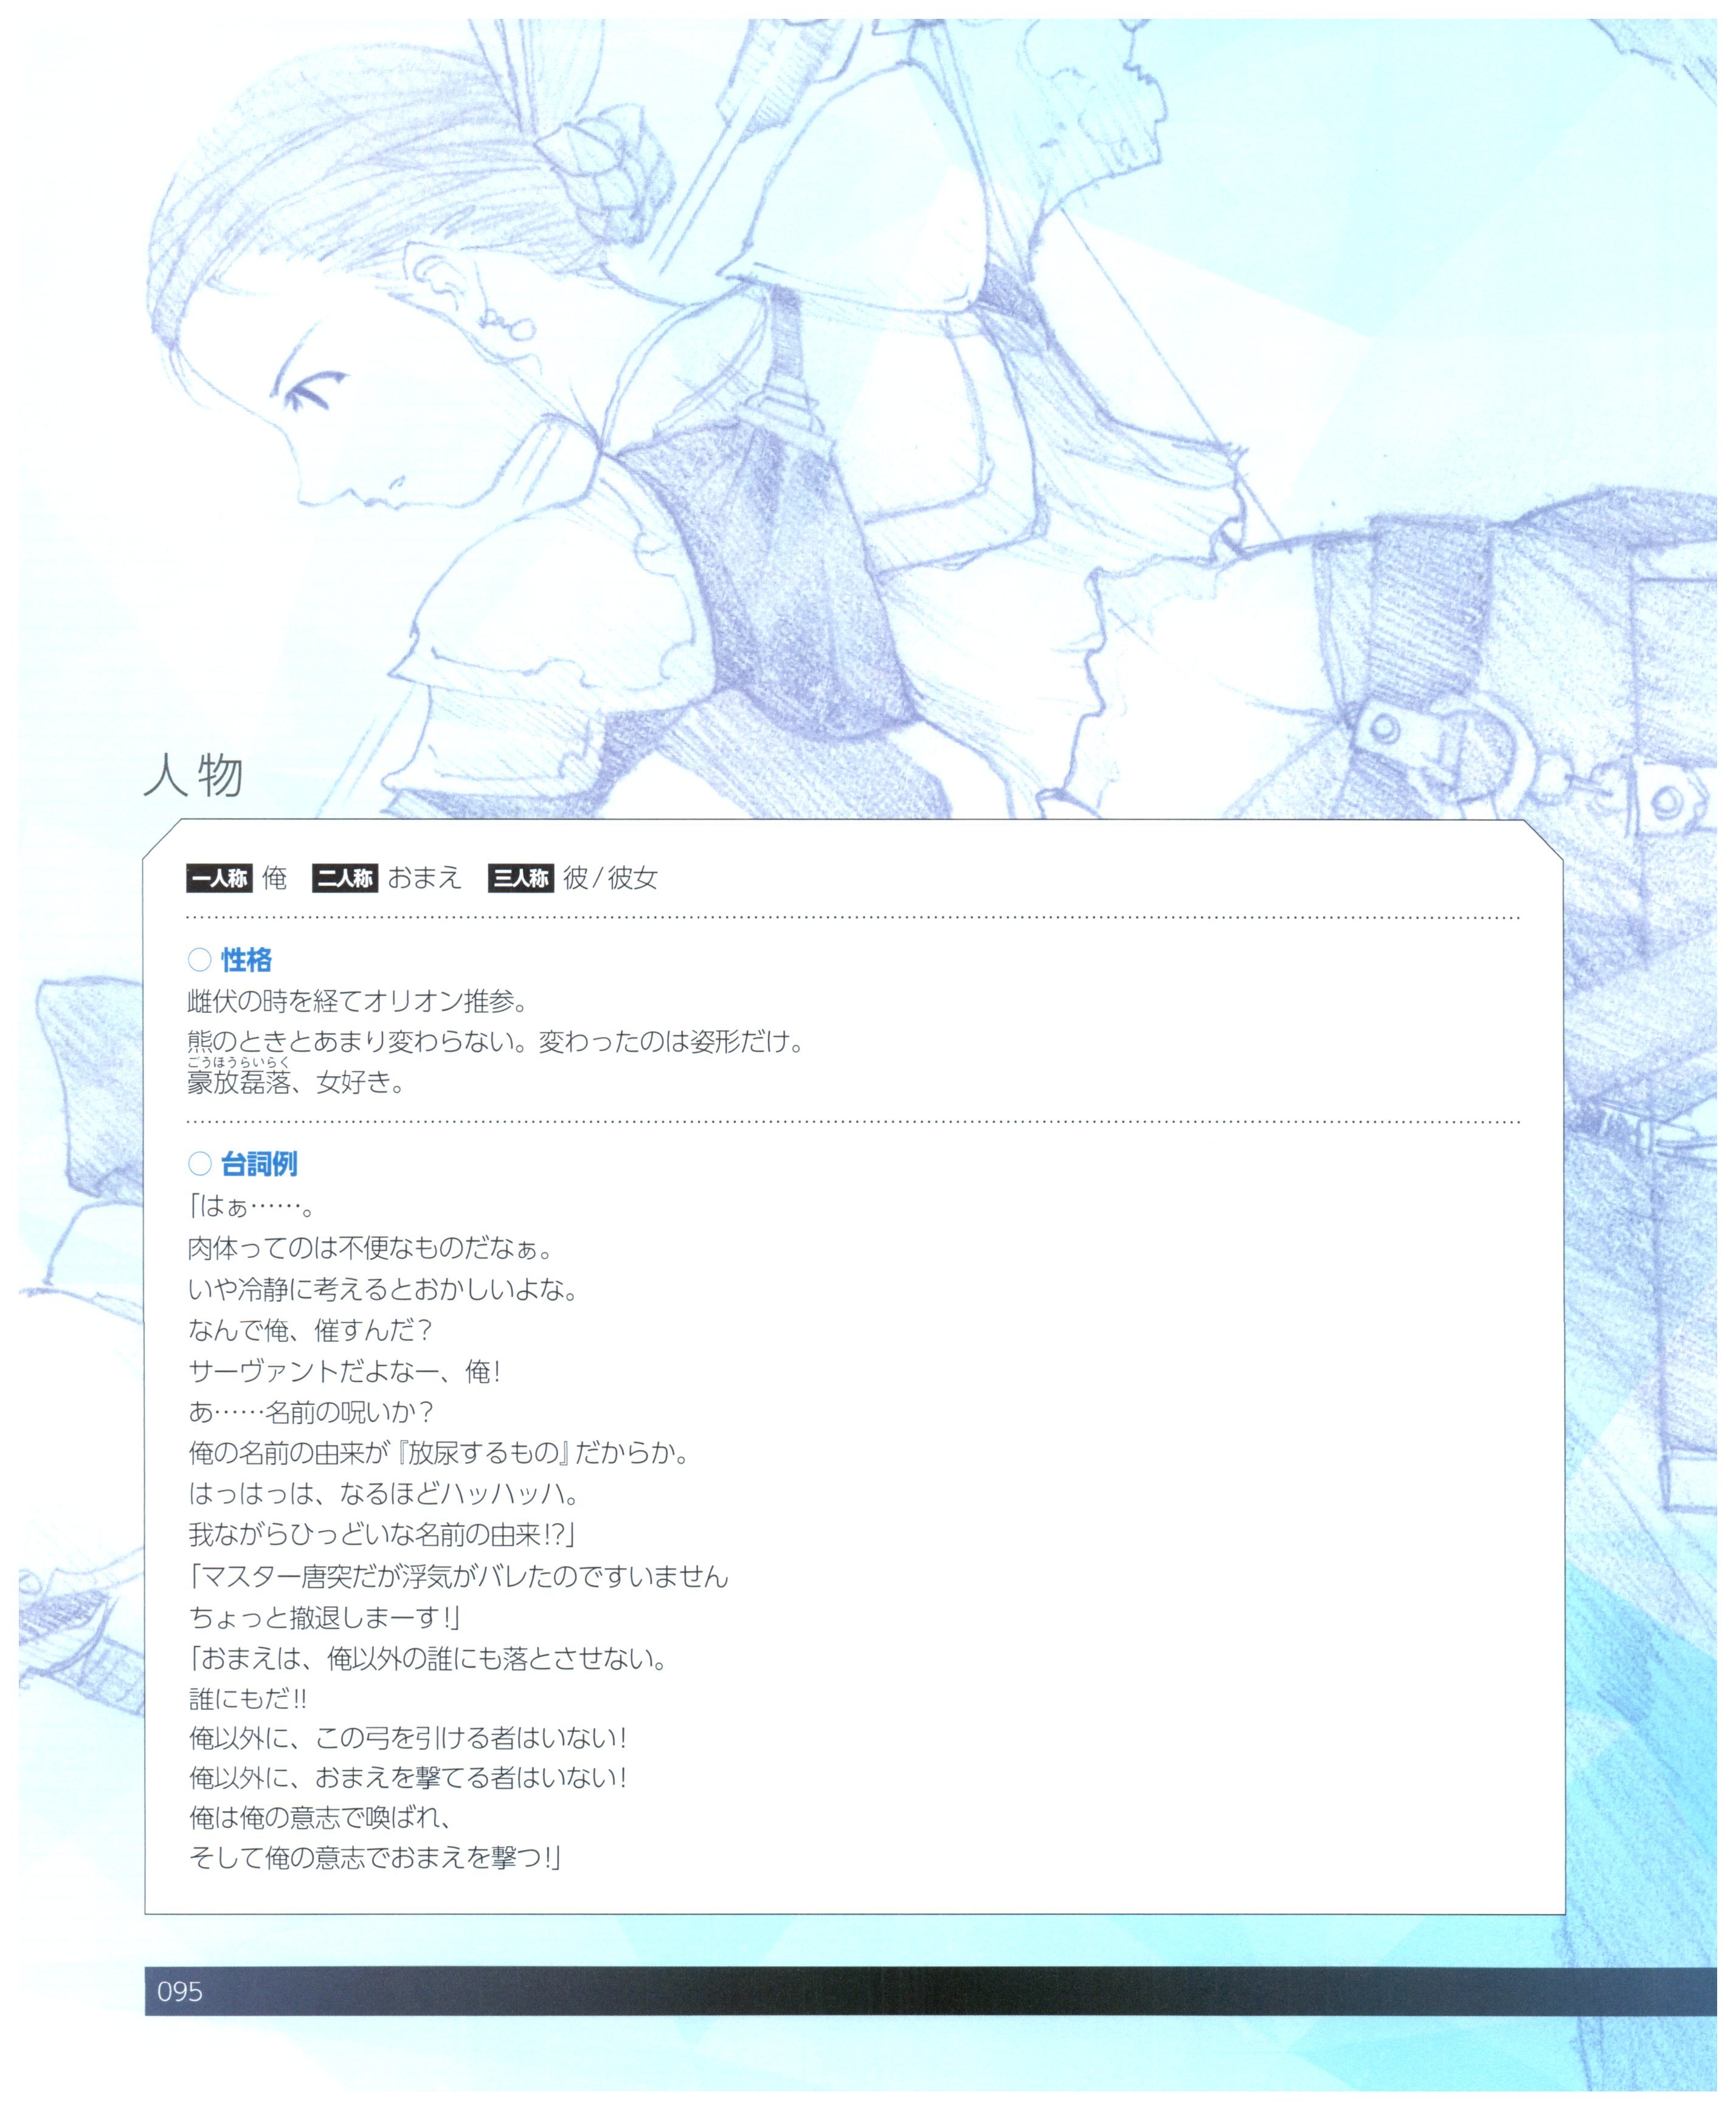 人物
一人称 俺 二人称 おまえ 三人称 彼/彼女
○ 性格
雌伏の時を経てオリオン推参。
熊のときとあまり変わらない。変わったのは姿形だけ。
ごうほうらいらく
豪放磊落、女好き。
○ 台詞例
「はぁ……。
肉体ってのは不便なものだなぁ。
いや冷静に考えるとおかしいよな。
なんで俺、催すんだ？
サーヴァントだよなー、俺！
あ……名前の呪いか？
俺の名前の由来が『放尿するもの』だからか。
はっはっは、なるほどハッハッハ。
我ながらひっどいな名前の由来!?」
「マスター唐突だが浮気がバレたのですいません
ちょっと撤退しまーす！」
「おまえは、俺以外の誰にも落とさせない。
誰にもだ!!
俺以外に、この弓を引ける者はいない！
俺以外に、おまえを撃てる者はいない！
俺は俺の意志で喚ばれ、
そして俺の意志でおまえを撃つ！」
095